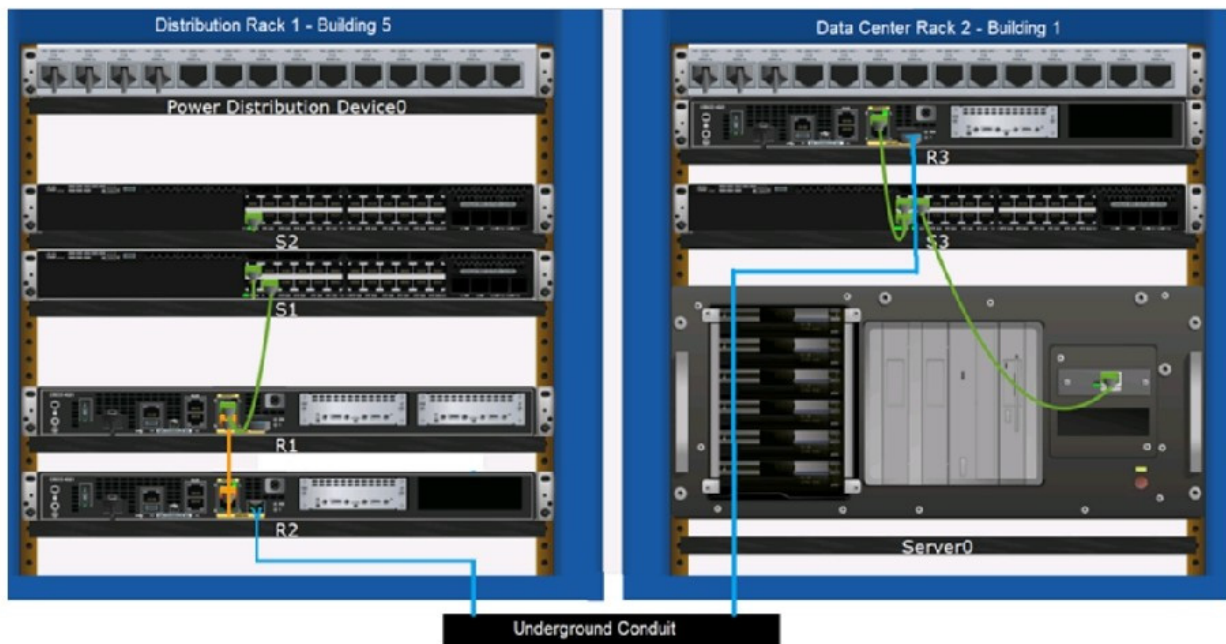 Distribution Rack 1 - Building 5
Power Distribution Device0
S2
S1
R1
R2
Data Center Rack 2 - Building 1
R3
S3
Server0
Underground Conduit